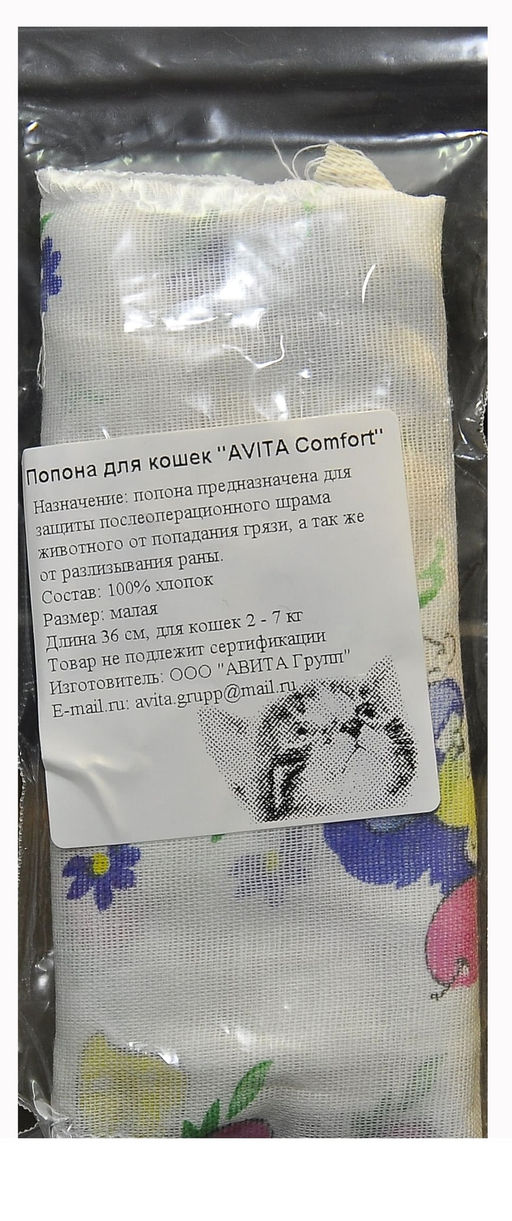 Попона для кошек "AVITA Comfort"
Назначение: попона предназначена для
защиты послеоперационного шрама
животного от попадания грязи, а так же
от разлизывания раны.
Состав: 100% хлопок
Размер: малая
Длина 36 см, для кошек 2 - 7 кг
Товар не подлежит сертификации
Изготовитель: ООО "АВИТА Групп"
E-mail.ru: avita.grupp@mail.ru